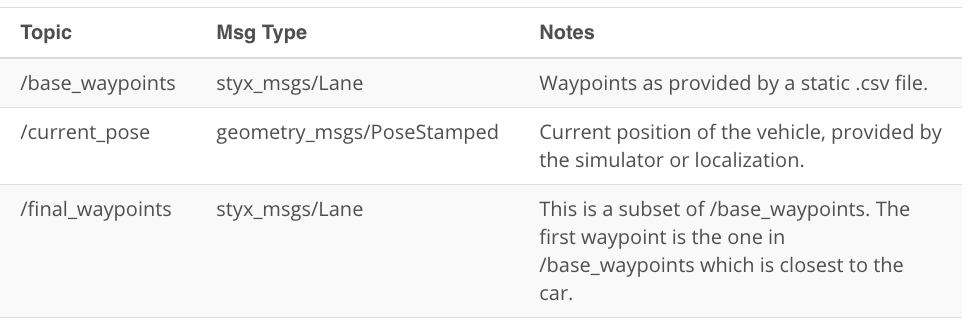 Topic Msg Type Notes
/base_waypoints styx_msgs/Lane Waypoints as provided by a static .csv file.
/current_pose geometry_msgs/PoseStamped Current position of the vehicle, provided by
the simulator or localization.
/final_waypoints styx_msgs/Lane This is a subset of /base_waypoints. The
first waypoint is the one in
/base_waypoints which is closest to the
car.